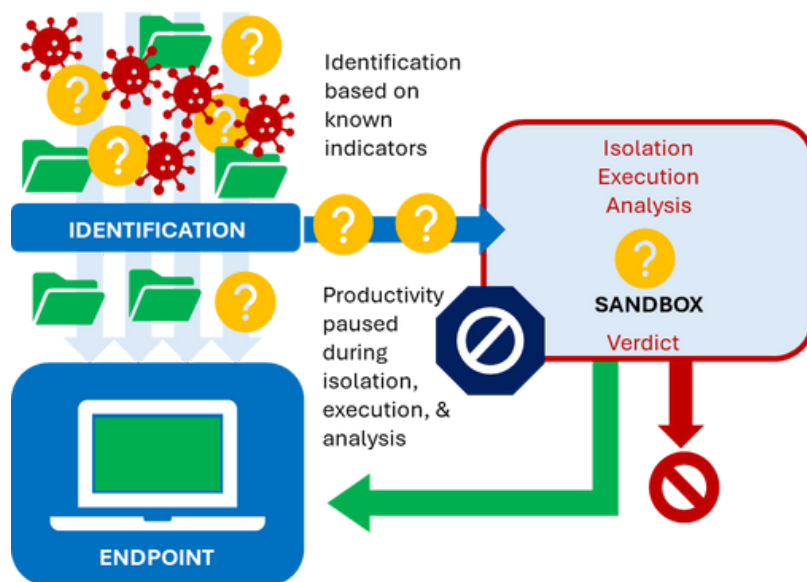 Identification
based on
known
indicators
Isolation
Execution
Analysis
IDENTIFICATION
? ?
?
SANDBOX
Verdict
Productivity
paused
during
isolation,
execution, &
analysis
ENDPOINT